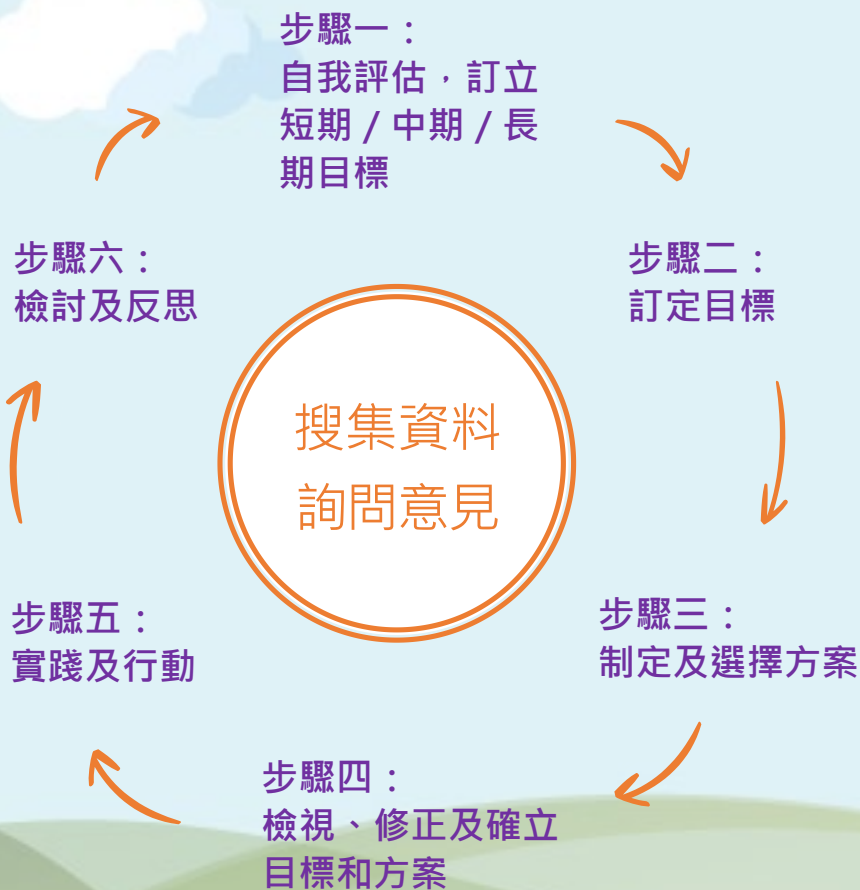 步驟一：
自我評估，訂立
短期 / 中期 / 長
期目標
步驟二：
訂定目標
步驟三：
制定及選擇方案
步驟四：
檢視、修正及確立
目標和方案
步驟五：
實踐及行動
步驟六：
檢討及反思
搜集資料
詢問意見